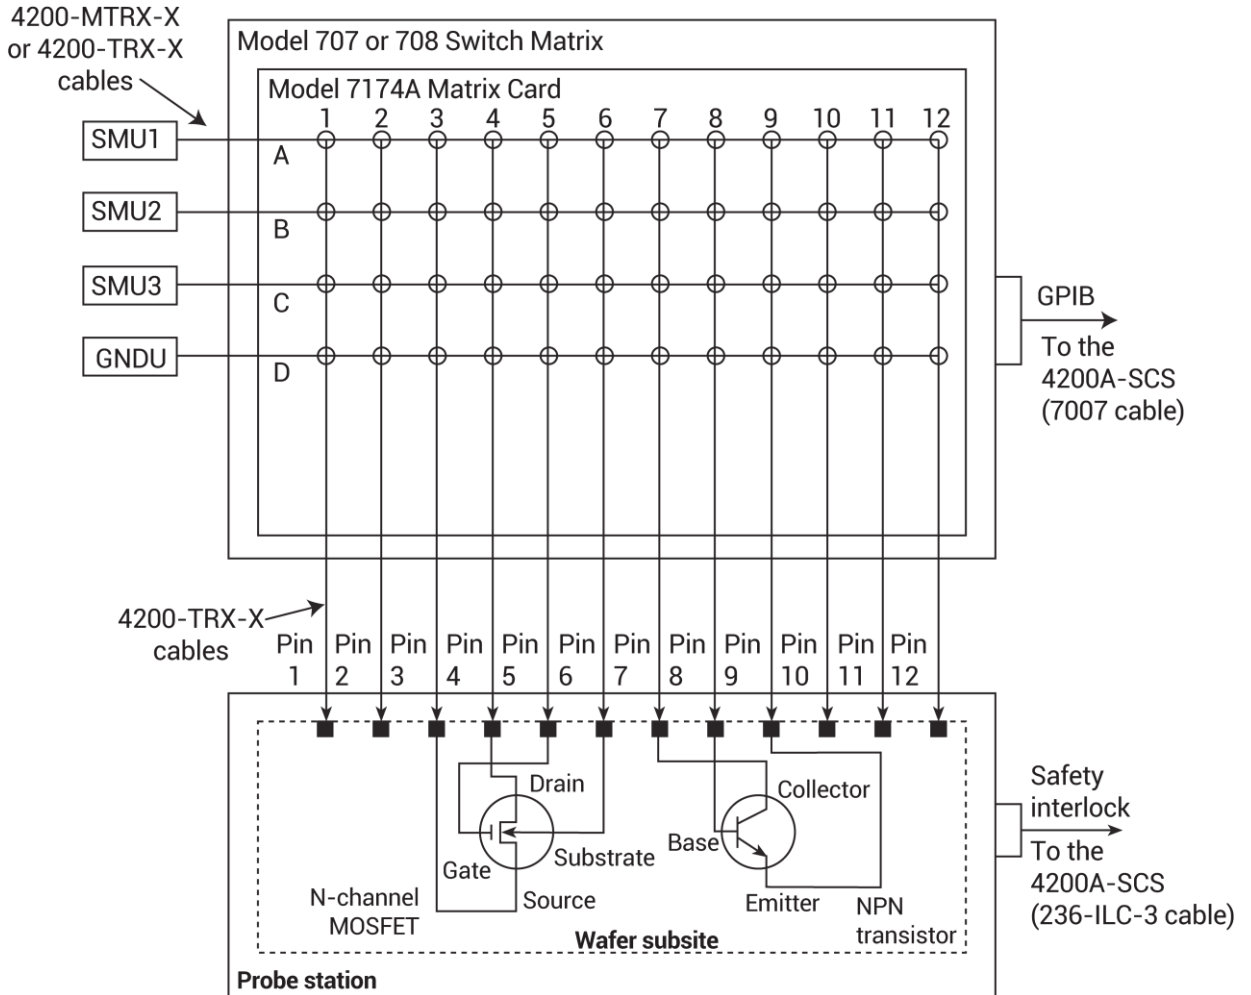 4200-MTRX-X
or 4200-TRX-X
cables
Model 707 or 708 Switch Matrix
Model 7174A Matrix Card
1 2 3 4 5 6 7 8 9 10 11 12
SMU1
A
SMU2
B
SMU3
C
GNDU
D
GPIB
To the
4200A-SCS
(7007 cable)
4200-TRX-X
cables
Pin Pin Pin Pin Pin Pin Pin Pin Pin Pin Pin Pin
1 2 3 4 5 6 7 8 9 10 11 12
Drain
Gate
Substrate
Source
N-channel
MOSFET
Collector
Base
Emitter
NPN
transistor
Wafer subsite
Probe station
Safety
interlock
To the
4200A-SCS
(236-ILC-3 cable)